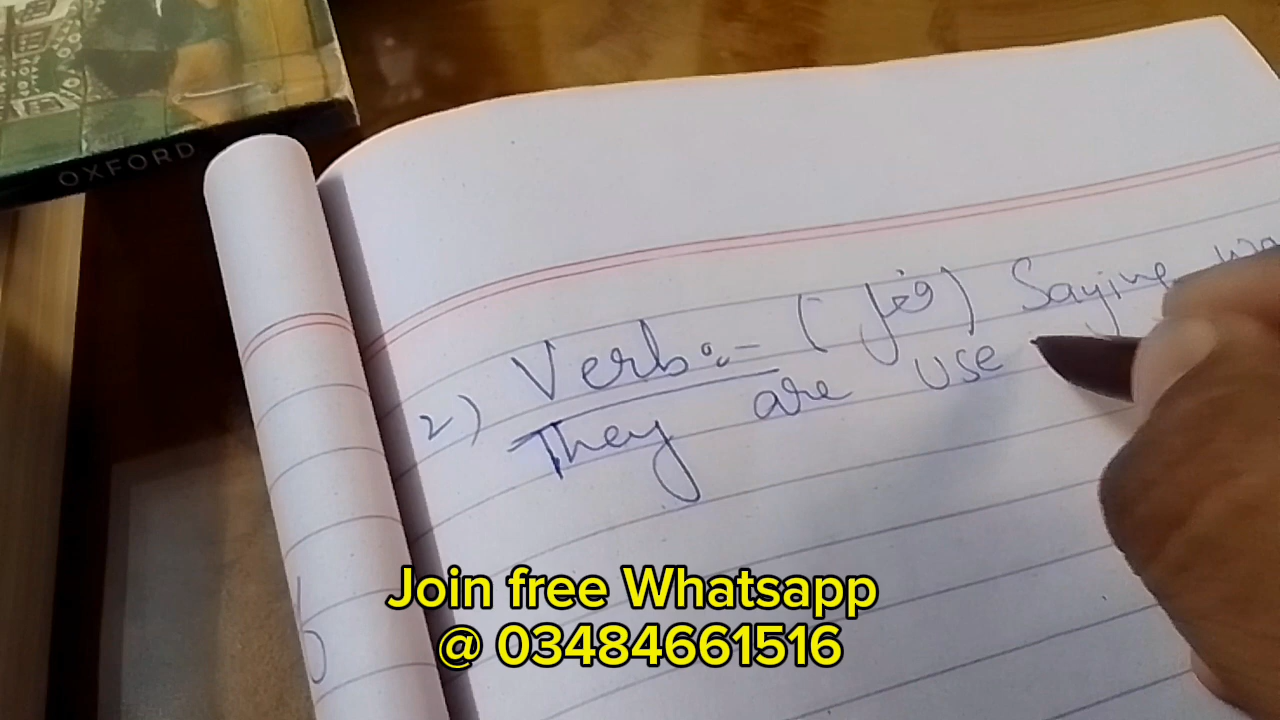 OXFORD
2) Verb:- (فعل) Saying
They are use
Join free Whatsapp
@ 03484661516